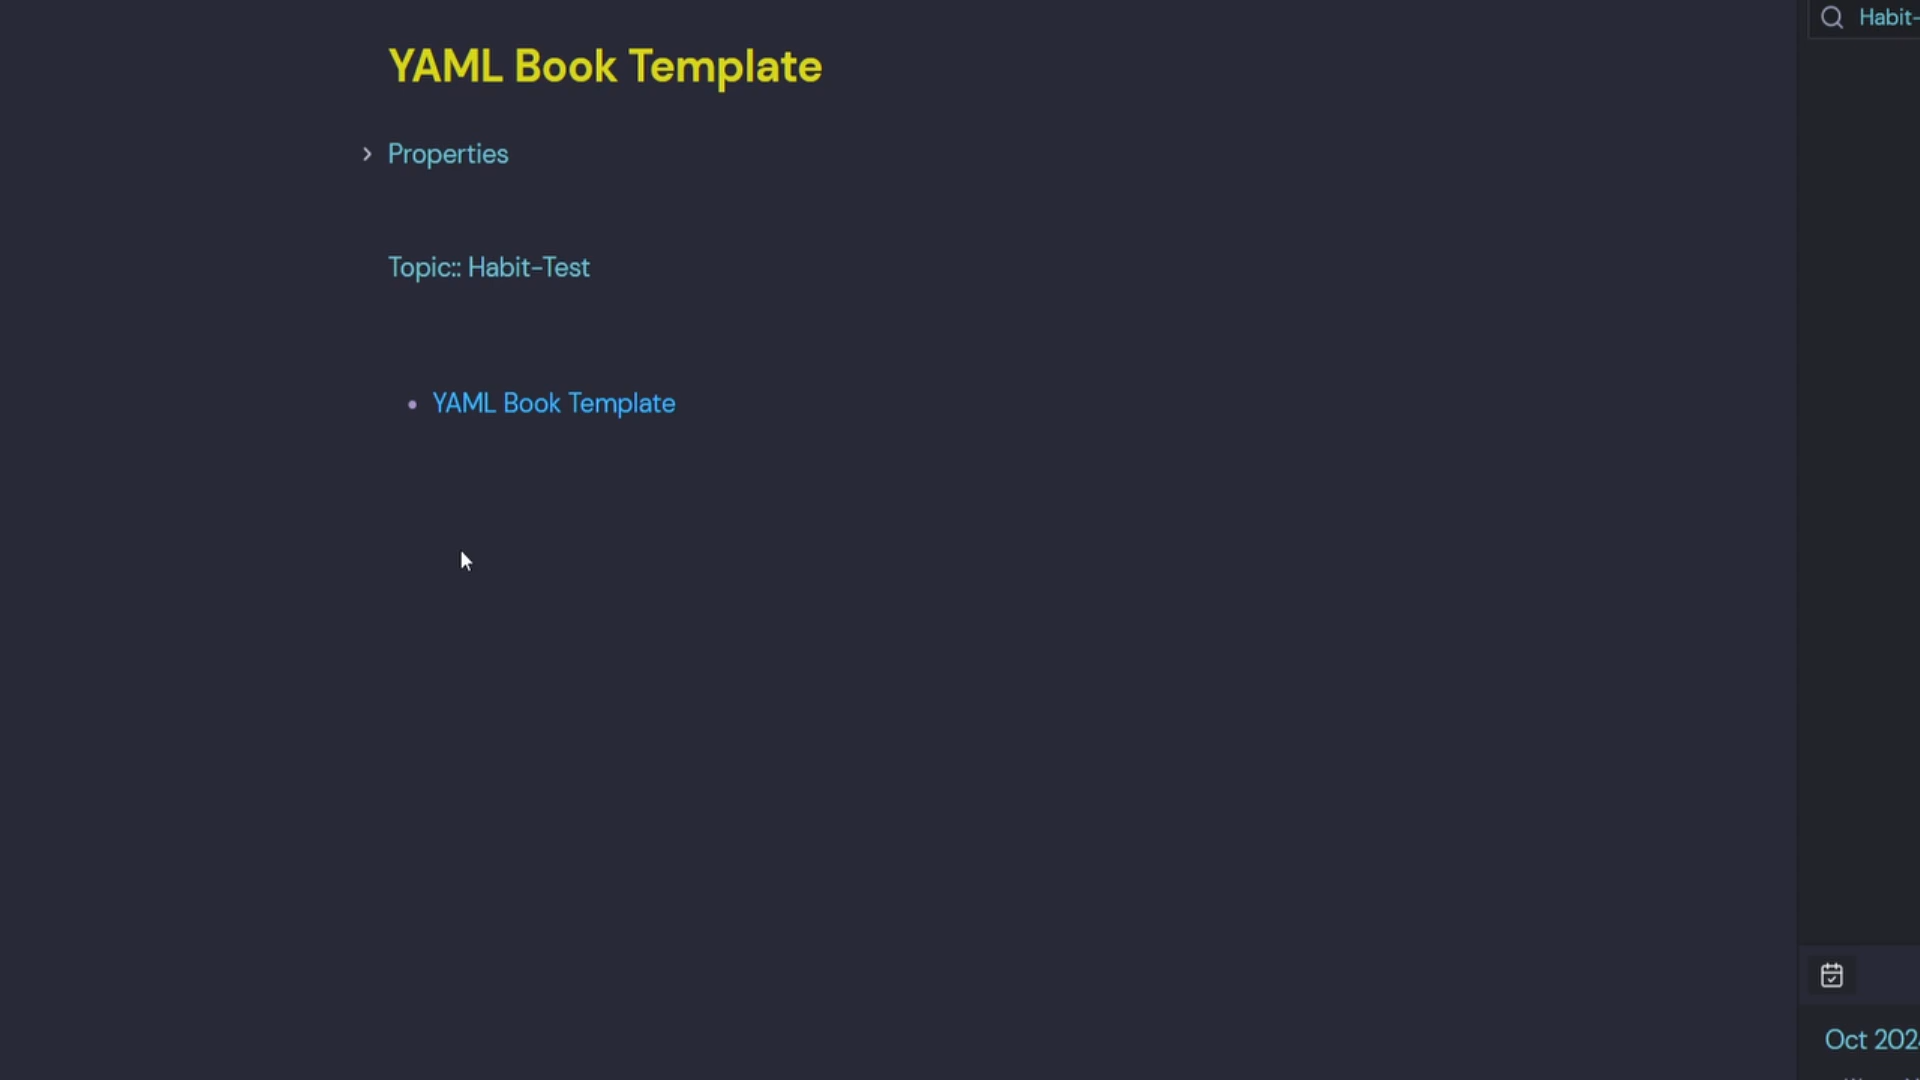 YAML Book Template
Properties
Topic:: Habit-Test
YAML Book Template
Habit-
Oct 202